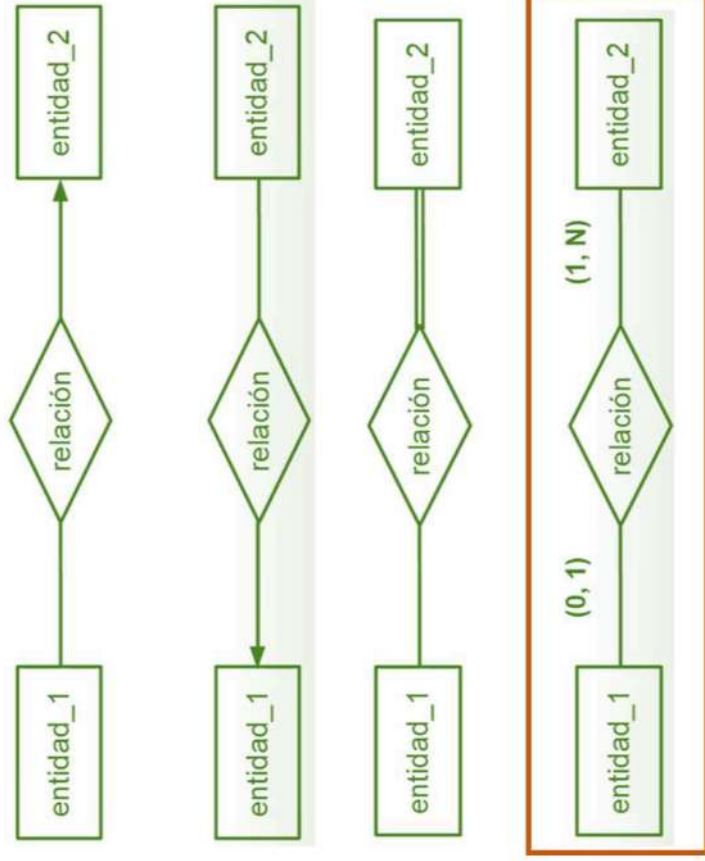 entidad_1 relación entidad_2
entidad_1 relación entidad_2
entidad_1 relación entidad_2
(0, 1) (1, N)
entidad_1 relación entidad_2